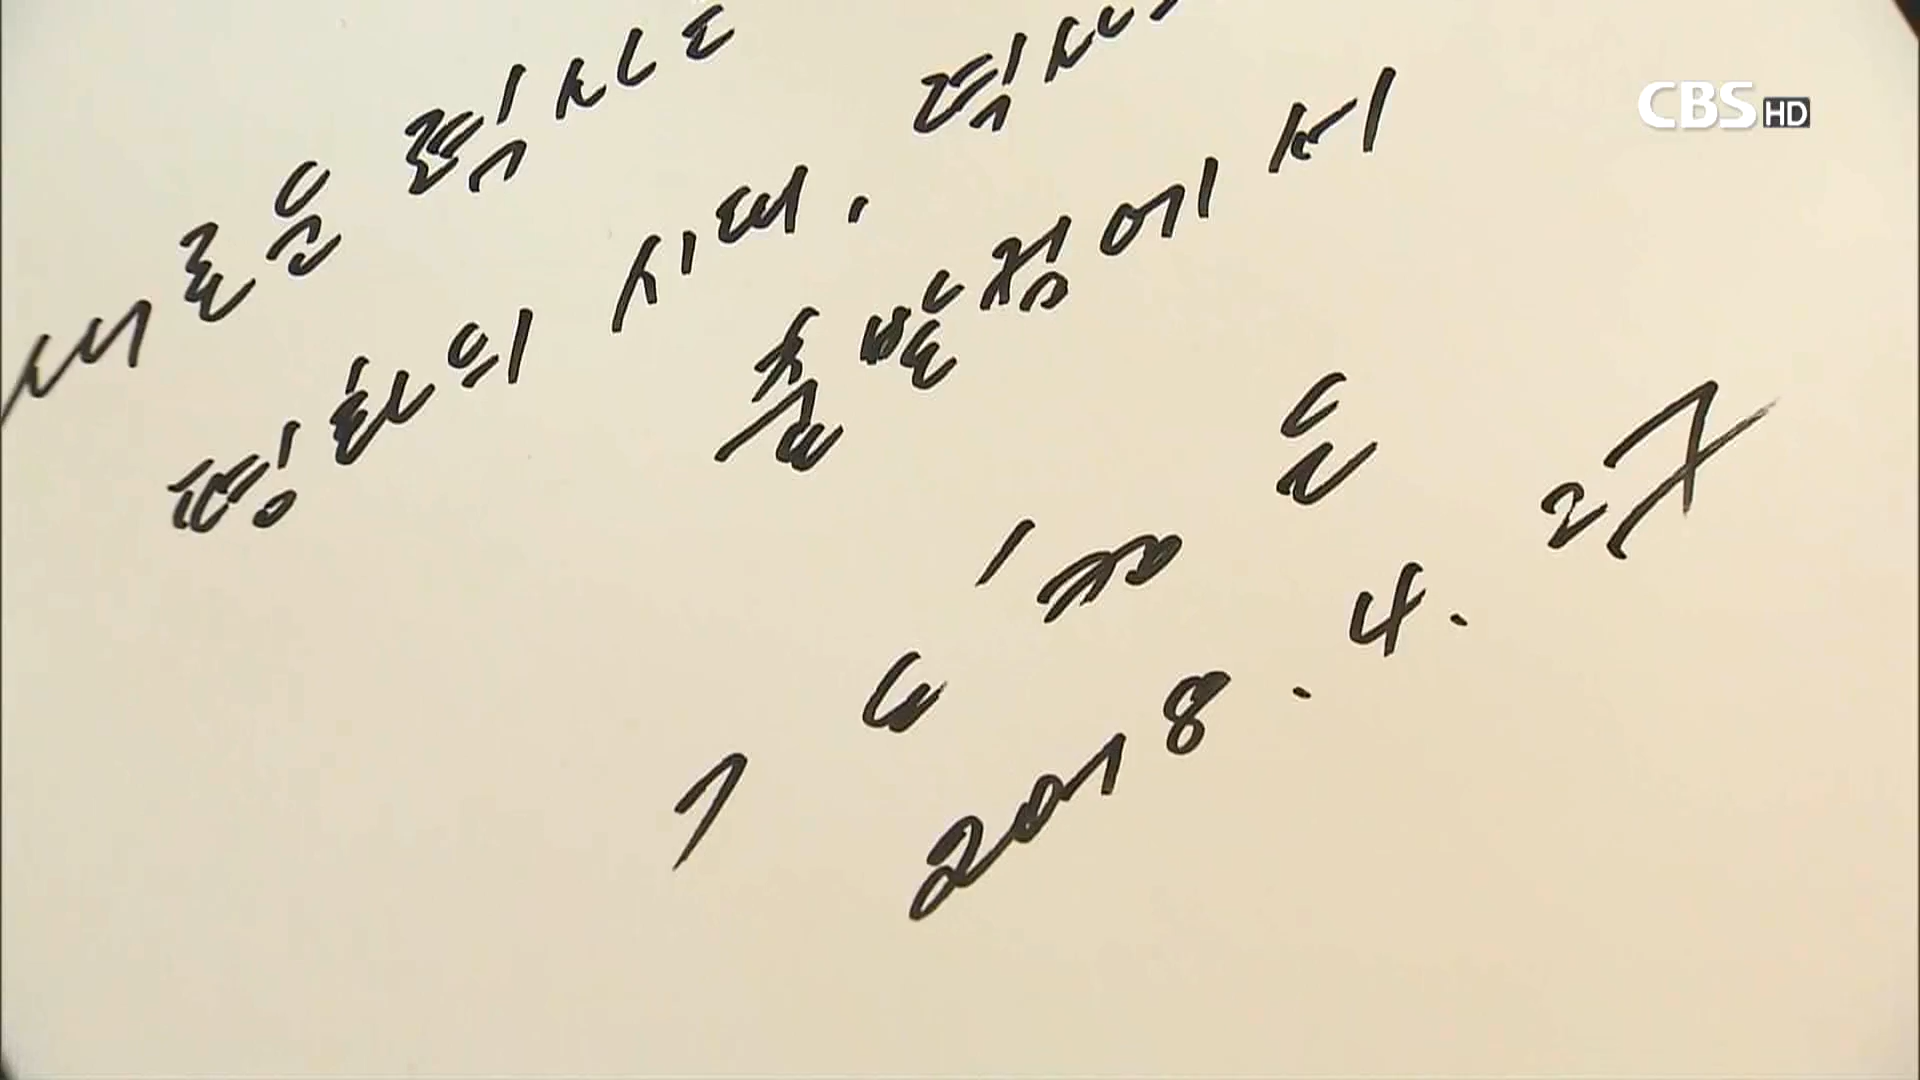 새로운 력사는
평화의 시대, 력사
출발점에서
김정은
2018. 4. 27
CBS HD